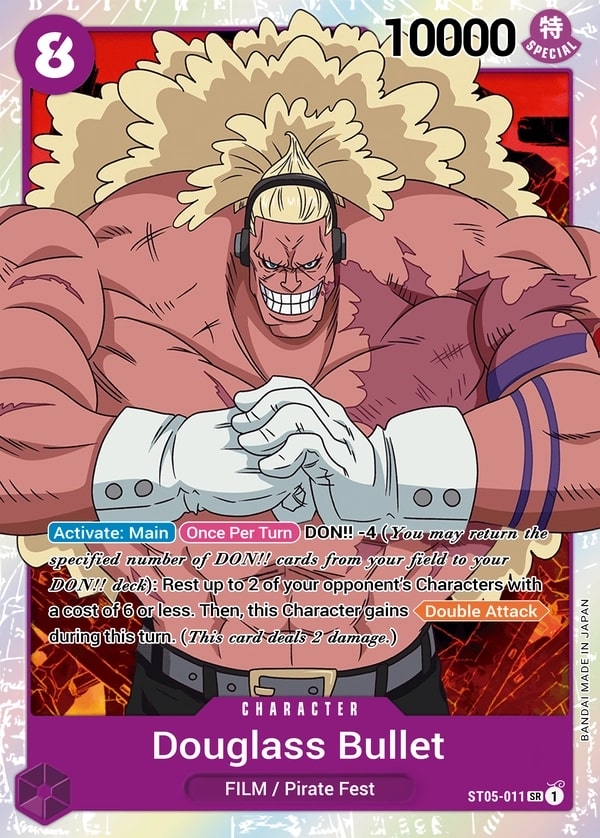 8
10000
特
SPECIAL
Activate: Main Once Per Turn DON!! -4 (You may return the
specified number of DON!! cards from your field to your
DON!! deck): Rest up to 2 of your opponent's Characters with
a cost of 6 or less. Then, this Character gains Double Attack
during this turn. (This card deals 2 damage.)
BANDAI MADE IN JAPAN
CHARACTER
Douglass Bullet
FILM / Pirate Fest
ST05-011 SR 1